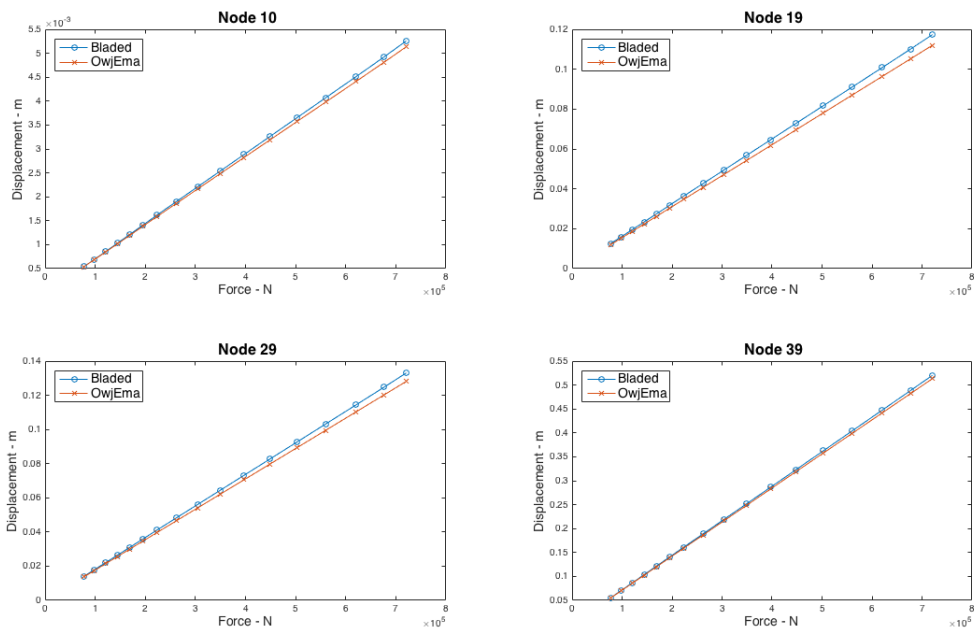 Node 10
×10⁻³
5.5
5
4.5
4
3.5
3
2.5
2
1.5
1
0.5
Displacement - m
Bladed
OwjEma
0 1 2 3 4 5 6 7 8
Force - N
×10⁵
Node 19
0.12
0.1
0.08
0.06
0.04
0.02
0
Displacement - m
Bladed
OwjEma
0 1 2 3 4 5 6 7 8
Force - N
×10⁵
Node 29
0.14
0.12
0.1
0.08
0.06
0.04
0.02
0
Displacement - m
Bladed
OwjEma
0 1 2 3 4 5 6 7 8
Force - N
×10⁵
Node 39
0.55
0.5
0.45
0.4
0.35
0.3
0.25
0.2
0.15
0.1
0.05
Displacement - m
Bladed
OwjEma
0 1 2 3 4 5 6 7 8
Force - N
×10⁵